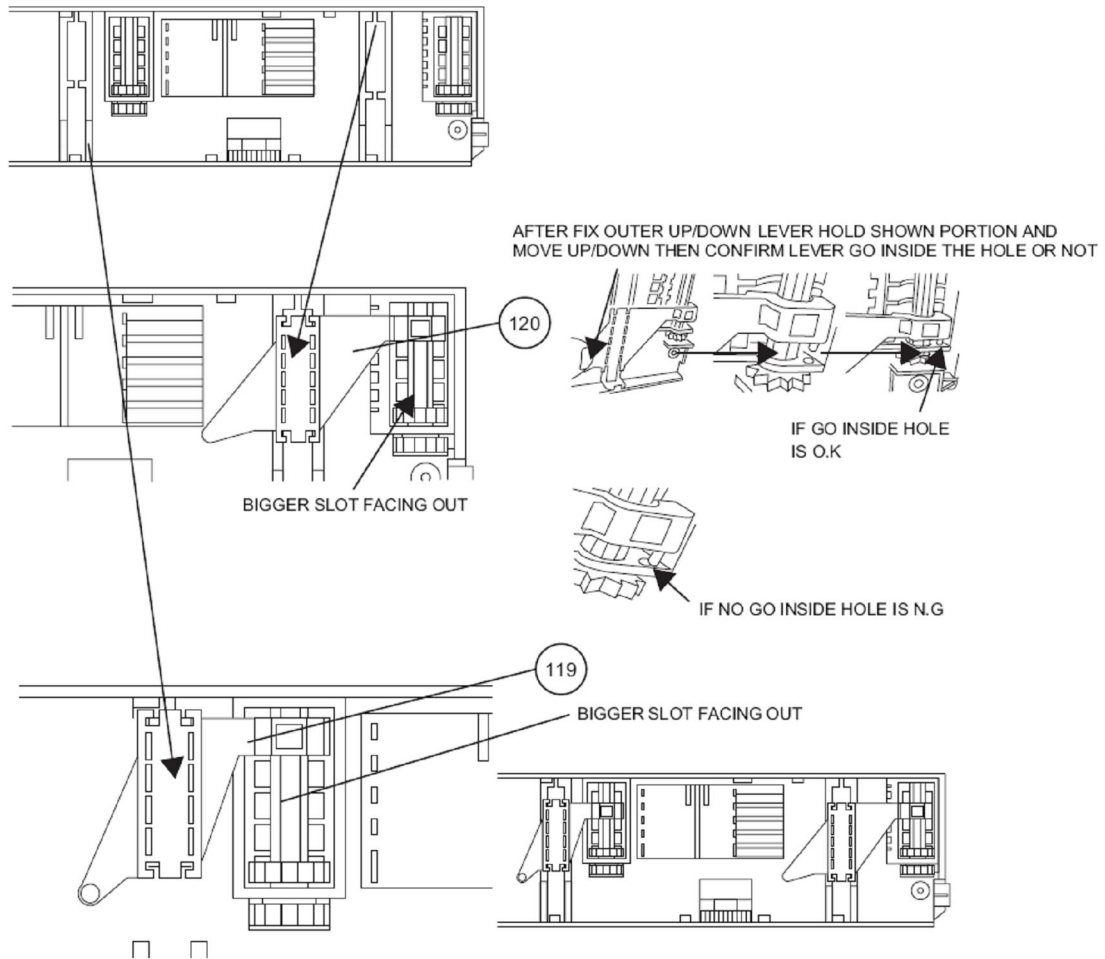 AFTER FIX OUTER UP/DOWN LEVER HOLD SHOWN PORTION AND
MOVE UP/DOWN THEN CONFIRM LEVER GO INSIDE THE HOLE OR NOT
120
IF GO INSIDE HOLE
IS O.K
BIGGER SLOT FACING OUT
IF NO GO INSIDE HOLE IS N.G
119
BIGGER SLOT FACING OUT